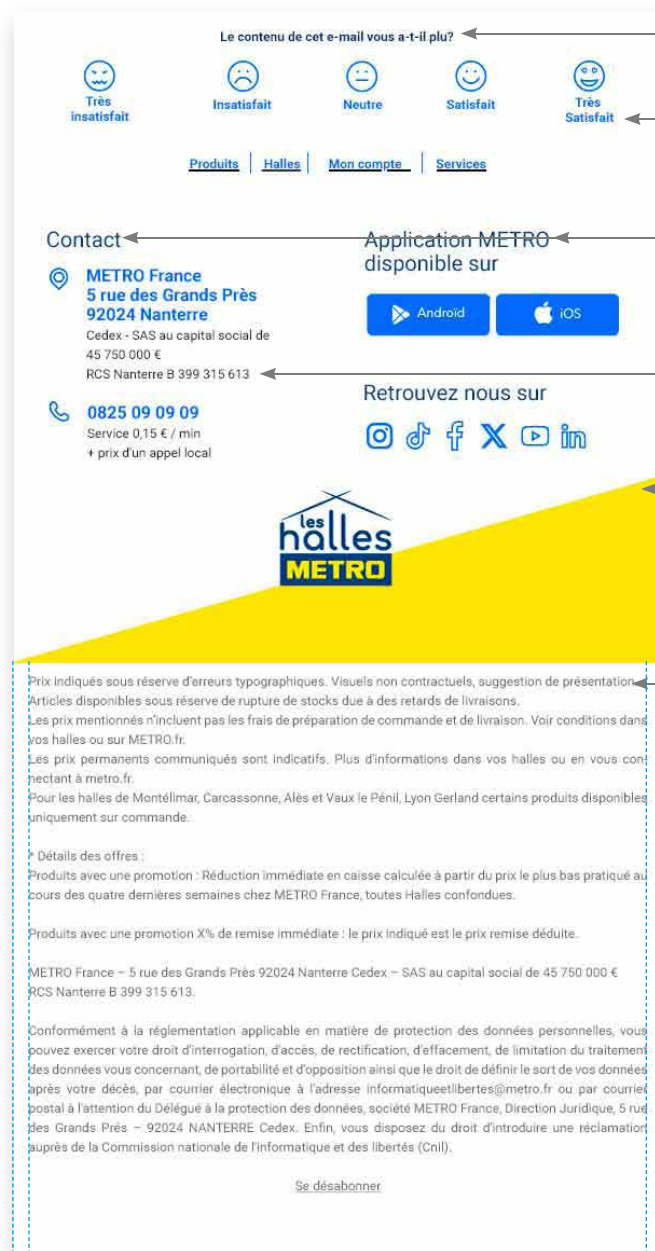 Le contenu de cet e-mail vous a-t-il plu?
Très
insatisfait
Insatisfait
Neutre
Satisfait
Très
Satisfait
Produits | Halles | Mon compte | Services
Contact
METRO France
5 rue des Grands Près
92024 Nanterre
Cedex - SAS au capital social de
45 750 000 €
RCS Nanterre B 399 315 613
0825 09 09 09
Service 0,15 € / min
+ prix d'un appel local
Application METRO
disponible sur
Android
iOS
Retrouvez nous sur
les
halles
METRO
Prix indiqués sous réserve d'erreurs typographiques. Visuels non contractuels, suggestion de présentation.
Articles disponibles sous réserve de rupture de stocks due à des retards de livraisons.
Les prix mentionnés n'incluent pas les frais de préparation de commande et de livraison. Voir conditions dans
vos halles ou sur METRO.fr.
Les prix permanents communiqués sont indicatifs. Plus d'informations dans vos halles ou en vous con-
nectant à metro.fr.
Pour les halles de Montélimar, Carcassonne, Alès et Vaux le Pénil, Lyon Gerland certains produits disponibles
uniquement sur commande.
* Détails des offres :
Produits avec une promotion : Réduction immédiate en caisse calculée à partir du prix le plus bas pratiqué au
cours des quatre dernières semaines chez METRO France, toutes Halles confondues.
Produits avec une promotion X% de remise immédiate : le prix indiqué est le prix remise déduite.
METRO France – 5 rue des Grands Près 92024 Nanterre Cedex – SAS au capital social de 45 750 000 €
RCS Nanterre B 399 315 613.
Conformément à la réglementation applicable en matière de protection des données personnelles, vous
pouvez exercer votre droit d'interrogation, d'accès, de rectification, d'effacement, de limitation du traitement
des données vous concernant, de portabilité et d'opposition ainsi que le droit de définir le sort de vos données
après votre décès, par courrier électronique à l'adresse informatiqueetlibertes@metro.fr ou par courrier
postal à l'attention du Délégué à la protection des données, société METRO France, Direction Juridique, 5 rue
des Grands Prés – 92024 NANTERRE Cedex. Enfin, vous disposez du droit d'introduire une réclamation
auprès de la Commission nationale de l'informatique et des libertés (Cnil).
Se désabonner